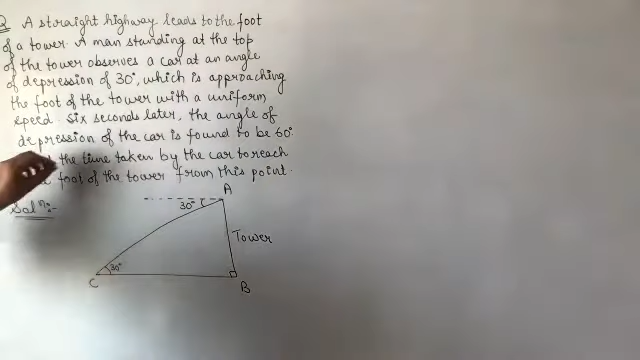 Q A straight highway leads to the foot
of a tower. A man standing at the top
of the tower observes a car at an angle
of depression of 30°, which is approaching
the foot of the tower with a uniform
speed. Six seconds later, the angle of
depression of the car is found to be 60°
the time taken by the car to reach
foot of the tower from this point.
Solⁿ:-
A
30°
Tower
30°
C
B